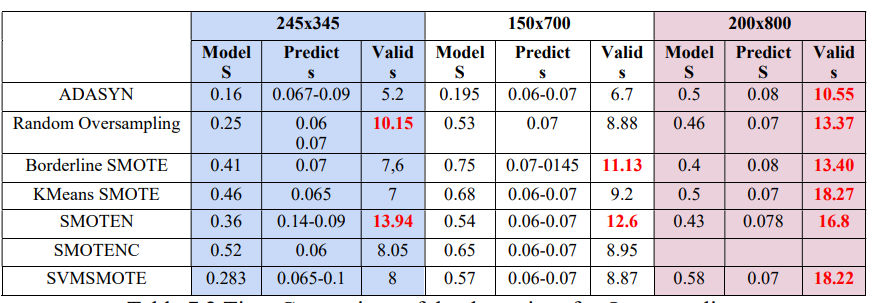 245x345 150x700 200x800
Model S Predict s Valid s Model S Predict s Valid s Model S Predict S Valid s
ADASYN 0.16 0.067-0.09 5.2 0.195 0.06-0.07 6.7 0.5 0.08 10.55
Random Oversampling 0.25 0.06 0.07 10.15 0.53 0.07 8.88 0.46 0.07 13.37
Borderline SMOTE 0.41 0.07 7,6 0.75 0.07-0145 11.13 0.4 0.08 13.40
KMeans SMOTE 0.46 0.065 7 0.68 0.06-0.07 9.2 0.5 0.07 18.27
SMOTEN 0.36 0.14-0.09 13.94 0.54 0.06-0.07 12.6 0.43 0.078 16.8
SMOTENC 0.52 0.06 8.05 0.65 0.06-0.07 8.95
SVMSMOTE 0.283 0.065-0.1 8 0.57 0.06-0.07 8.87 0.58 0.07 18.22